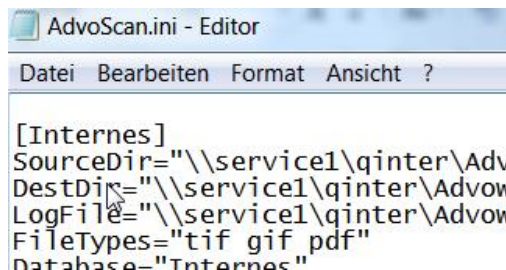 AdvoScan.ini - Editor
Datei Bearbeiten Format Ansicht ?
[Internes]
SourceDir="\\service1\qinter\Adv
DestDir="\\service1\qinter\Advow
LogFile="\\service1\qinter\Advow
FileTypes="tif gif pdf"
Database="Internes"